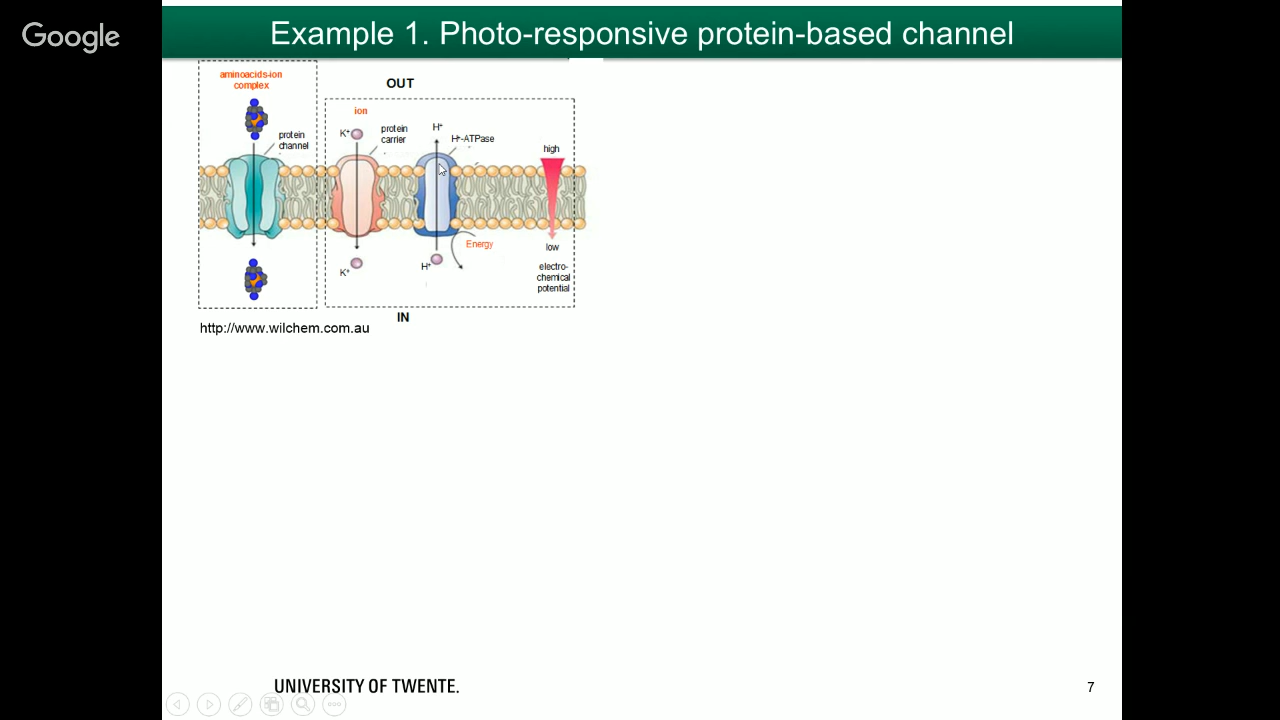 Google
Example 1. Photo-responsive protein-based channel
aminoacids-ion
complex
OUT
ion
protein
channel
K⁺
protein
carrier
H⁺
H⁺-ATPase
high
Energy
low
K⁺
H⁺
electro-
chemical
potential
IN
http://www.wilchem.com.au
UNIVERSITY OF TWENTE.
7